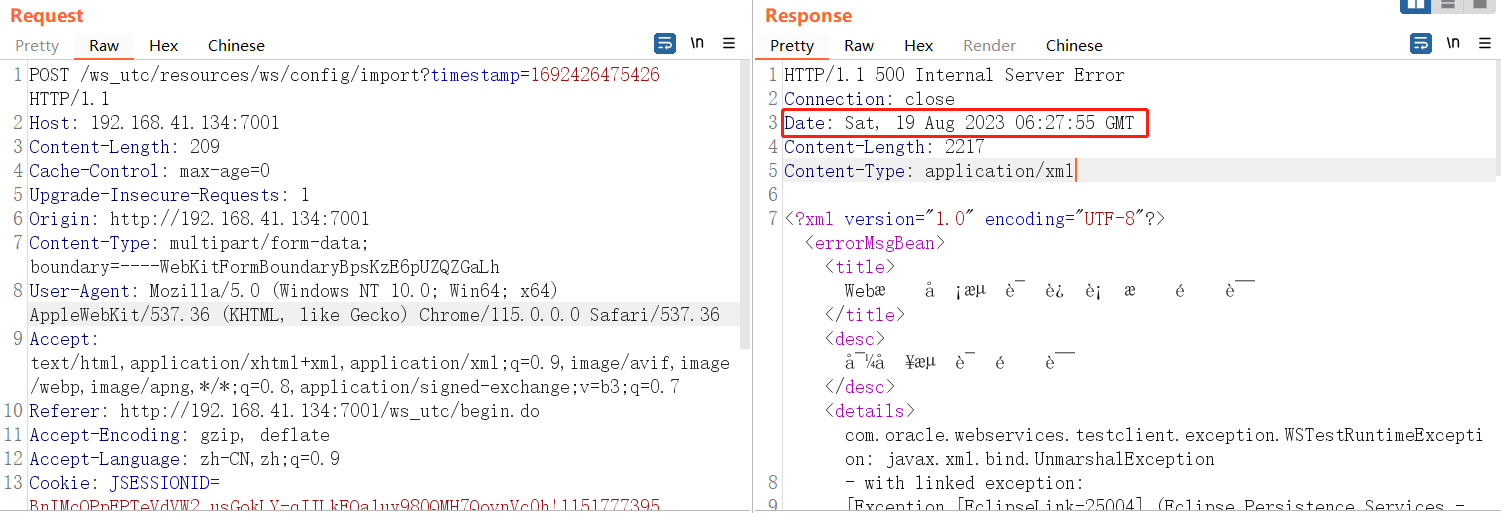 Request
Pretty Raw Hex Chinese \n
1 POST /ws_utc/resources/ws/config/import?timestamp=1692426475426
HTTP/1.1
2 Host: 192.168.41.134:7001
3 Content-Length: 209
4 Cache-Control: max-age=0
5 Upgrade-Insecure-Requests: 1
6 Origin: http://192.168.41.134:7001
7 Content-Type: multipart/form-data;
boundary=----WebKitFormBoundaryBpsKzE6pUZQZGaLh
8 User-Agent: Mozilla/5.0 (Windows NT 10.0; Win64; x64)
AppleWebKit/537.36 (KHTML, like Gecko) Chrome/115.0.0.0 Safari/537.36
9 Accept:
text/html,application/xhtml+xml,application/xml;q=0.9,image/avif,image
/webp,image/apng,*/*;q=0.8,application/signed-exchange;v=b3;q=0.7
10 Referer: http://192.168.41.134:7001/ws_utc/begin.do
11 Accept-Encoding: gzip, deflate
12 Accept-Language: zh-CN,zh;q=0.9
13 Cookie: JSESSIONID=
Response
Pretty Raw Hex Render Chinese \n
1 HTTP/1.1 500 Internal Server Error
2 Connection: close
3 Date: Sat, 19 Aug 2023 06:27:55 GMT
4 Content-Length: 2217
5 Content-Type: application/xml
6
7 <?xml version="1.0" encoding="UTF-8"?>
<errorMsgBean>
<title>
Webæ å ¡æµ è¯ è¿ è¡ æ é è¯¯
</title>
<desc>
å¯¼å ¥æµ è¯ é è¯¯
</desc>
<details>
com.oracle.webservices.testclient.exception.WSTestRuntimeExcepti
on: javax.xml.bind.UnmarshalException
8 - with linked exception:
9 [Exception [EclipseLink-25004] (Eclipse Persistence Services -